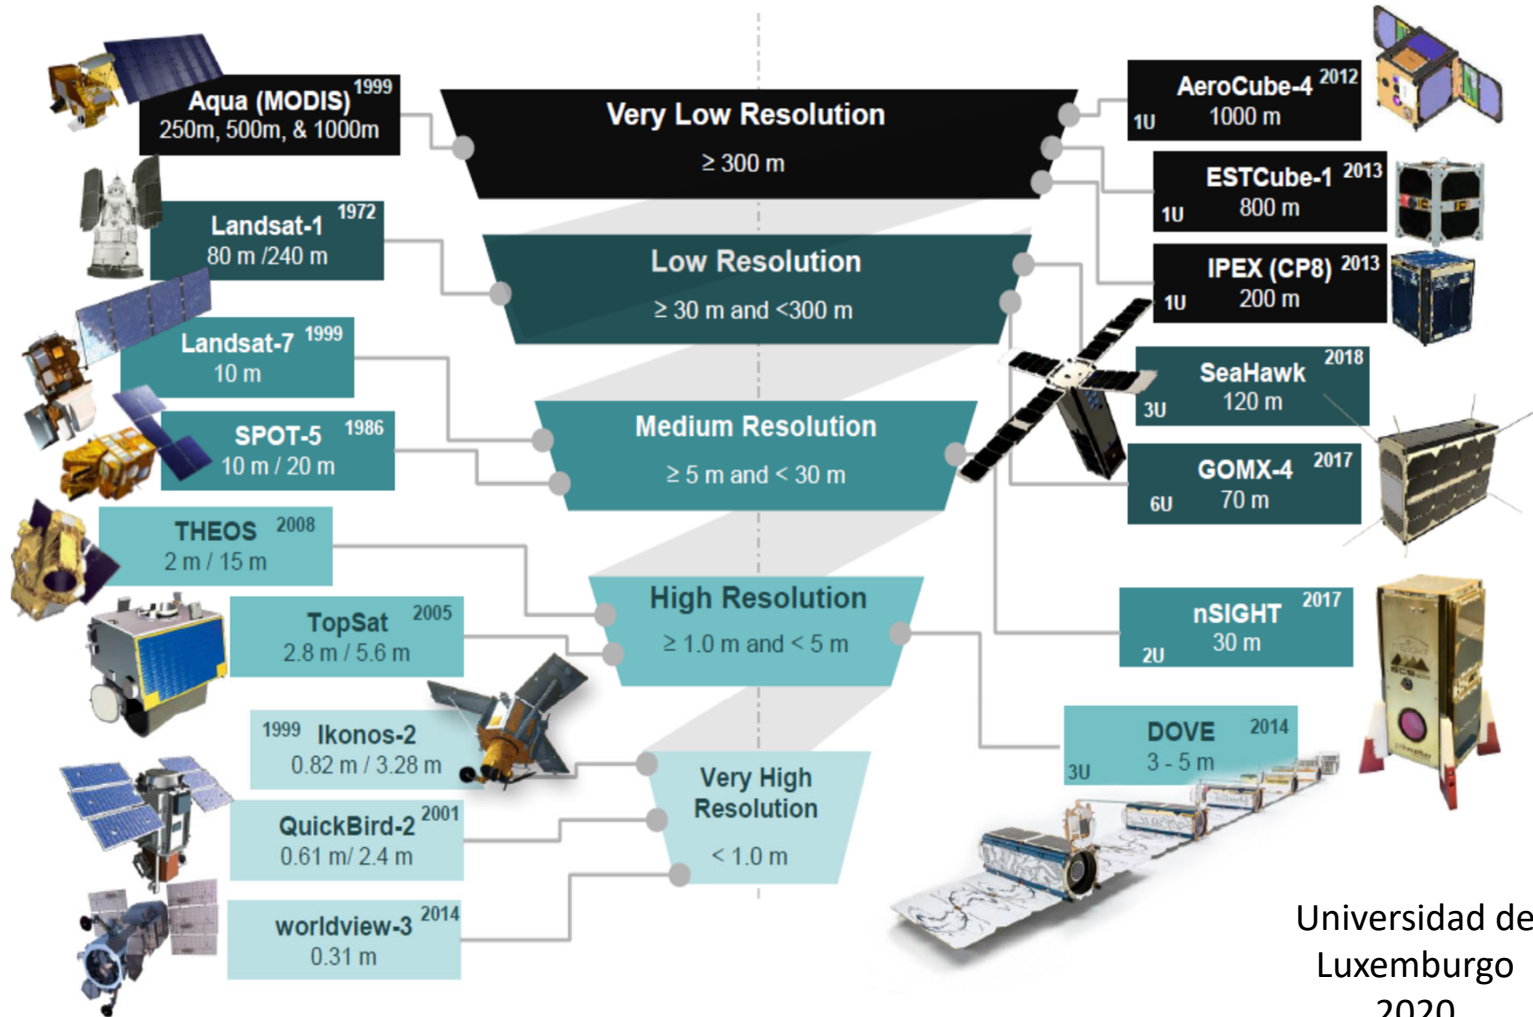 Aqua (MODIS) 1999
250m, 500m, & 1000m
Landsat-1 1972
80 m /240 m
Landsat-7 1999
10 m
SPOT-5 1986
10 m / 20 m
THEOS 2008
2 m / 15 m
TopSat 2005
2.8 m / 5.6 m
1999 Ikonos-2
0.82 m / 3.28 m
QuickBird-2 2001
0.61 m/ 2.4 m
worldview-3 2014
0.31 m
Very Low Resolution
≥ 300 m
Low Resolution
≥ 30 m and <300 m
Medium Resolution
≥ 5 m and < 30 m
High Resolution
≥ 1.0 m and < 5 m
Very High
Resolution
< 1.0 m
AeroCube-4 2012
1U 1000 m
ESTCube-1 2013
1U 800 m
IPEX (CP8) 2013
1U 200 m
SeaHawk 2018
3U 120 m
GOMX-4 2017
6U 70 m
nSIGHT 2017
2U 30 m
DOVE 2014
3U 3 - 5 m
Universidad de
Luxemburgo
2020